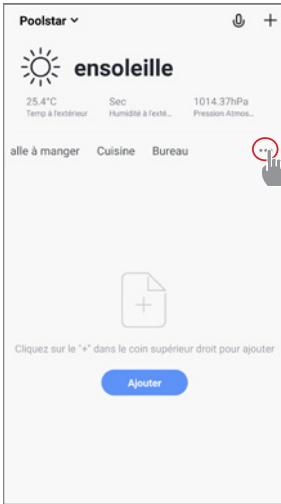 Poolstar
ensoleille
25.4°C Sec 1014.37hPa
Temp à l'extérieur Humidité à l'exté... Pression Atmos...
alle à manger Cuisine Bureau ...
Cliquez sur le "+" dans le coin supérieur droit pour ajouter
Ajouter